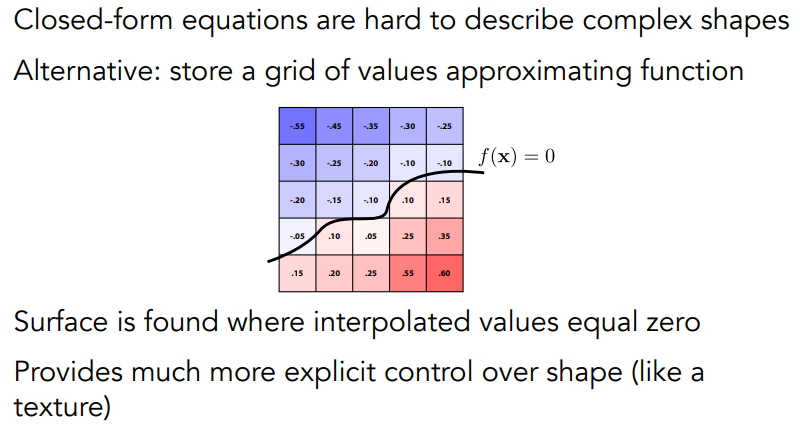 Closed-form equations are hard to describe complex shapes
Alternative: store a grid of values approximating function
-.55 -.45 -.35 -.30 -.25
-.30 -.25 -.20 -.10 -.10 f(x) = 0
-.20 -.15 -.10 .10 .15
-.05 .10 .05 .25 .35
.15 .20 .25 .55 .60
Surface is found where interpolated values equal zero
Provides much more explicit control over shape (like a
texture)